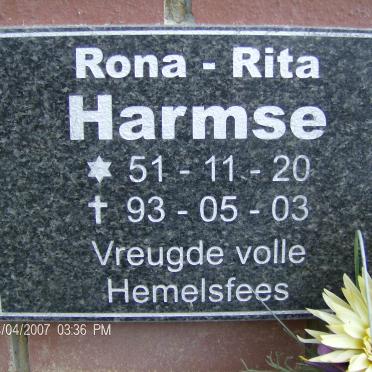 Rona - Rita
Harmse
51 - 11 - 20
✝ 93 - 05 - 03
Vreugde volle
Hemelsfees
/04/2007 03:36 PM